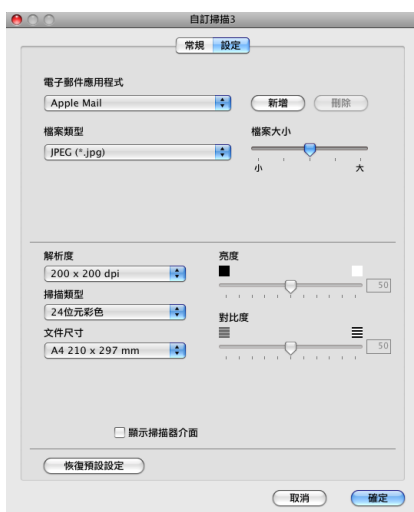 自訂掃描3
常規 設定
電子郵件應用程式
Apple Mail 新增 刪除
檔案類型 檔案大小
JPEG (*.jpg)
小 大
解析度 亮度
200 x 200 dpi 50
掃描類型
24位元彩色 對比度
文件尺寸
A4 210 x 297 mm 50
顯示掃描器介面
恢復預設設定
取消 確定